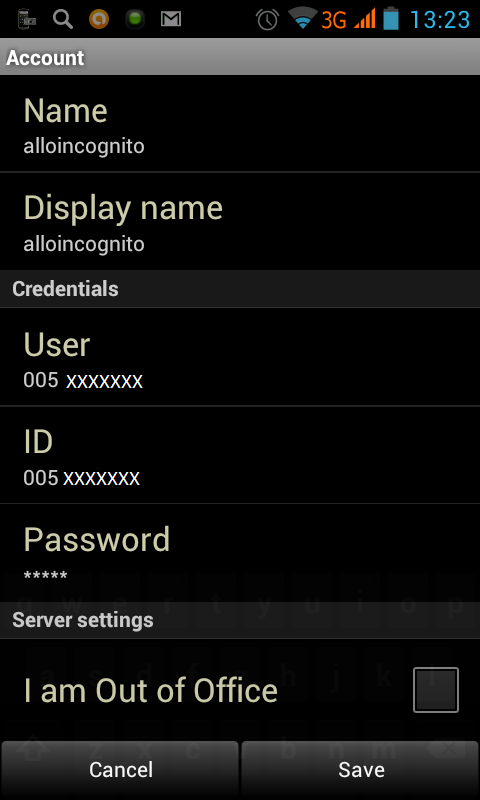 3G 13:23
Account
Name
alloincognito
Display name
alloincognito
Credentials
User
005 XXXXXXX
ID
005 XXXXXXX
Password
*****
Server settings
I am Out of Office
Cancel Save